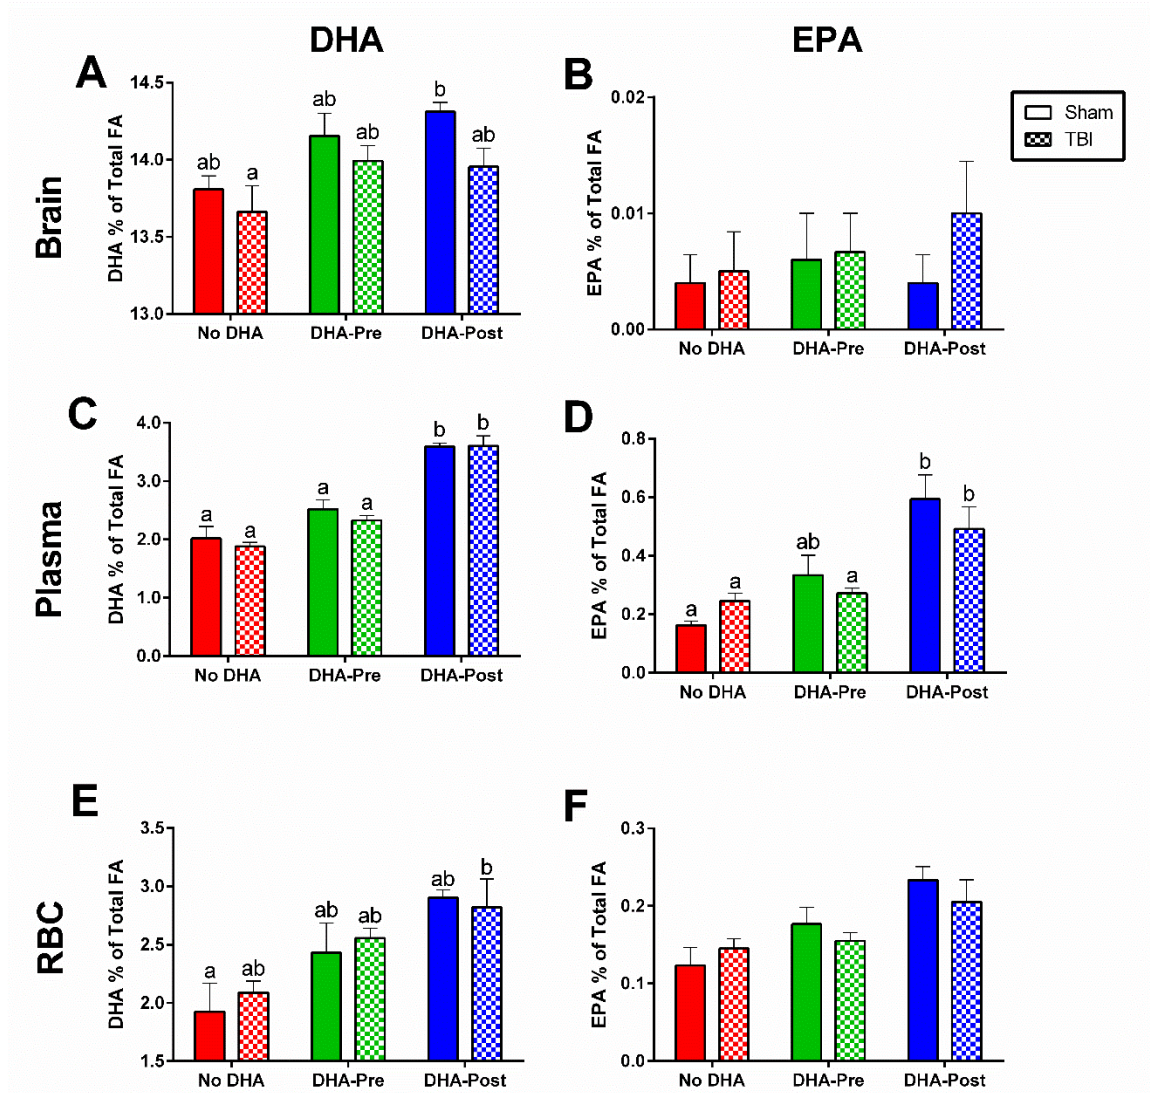 DHA
EPA
Sham
TBI
Brain
A
DHA % of Total FA
14.5
14.0
13.5
13.0
ab
a
ab
ab
b
ab
No DHA
DHA-Pre
DHA-Post
B
EPA % of Total FA
0.02
0.01
0.00
No DHA
DHA-Pre
DHA-Post
Plasma
C
DHA % of Total FA
4.0
3.0
2.0
1.0
0.0
a
a
a
a
b
b
No DHA
DHA-Pre
DHA-Post
D
EPA % of Total FA
0.8
0.6
0.4
0.2
0.0
a
a
ab
a
b
b
No DHA
DHA-Pre
DHA-Post
RBC
E
DHA % of Total FA
3.5
3.0
2.5
2.0
1.5
a
ab
ab
ab
ab
b
No DHA
DHA-Pre
DHA-Post
F
EPA % of Total FA
0.3
0.2
0.1
0.0
No DHA
DHA-Pre
DHA-Post